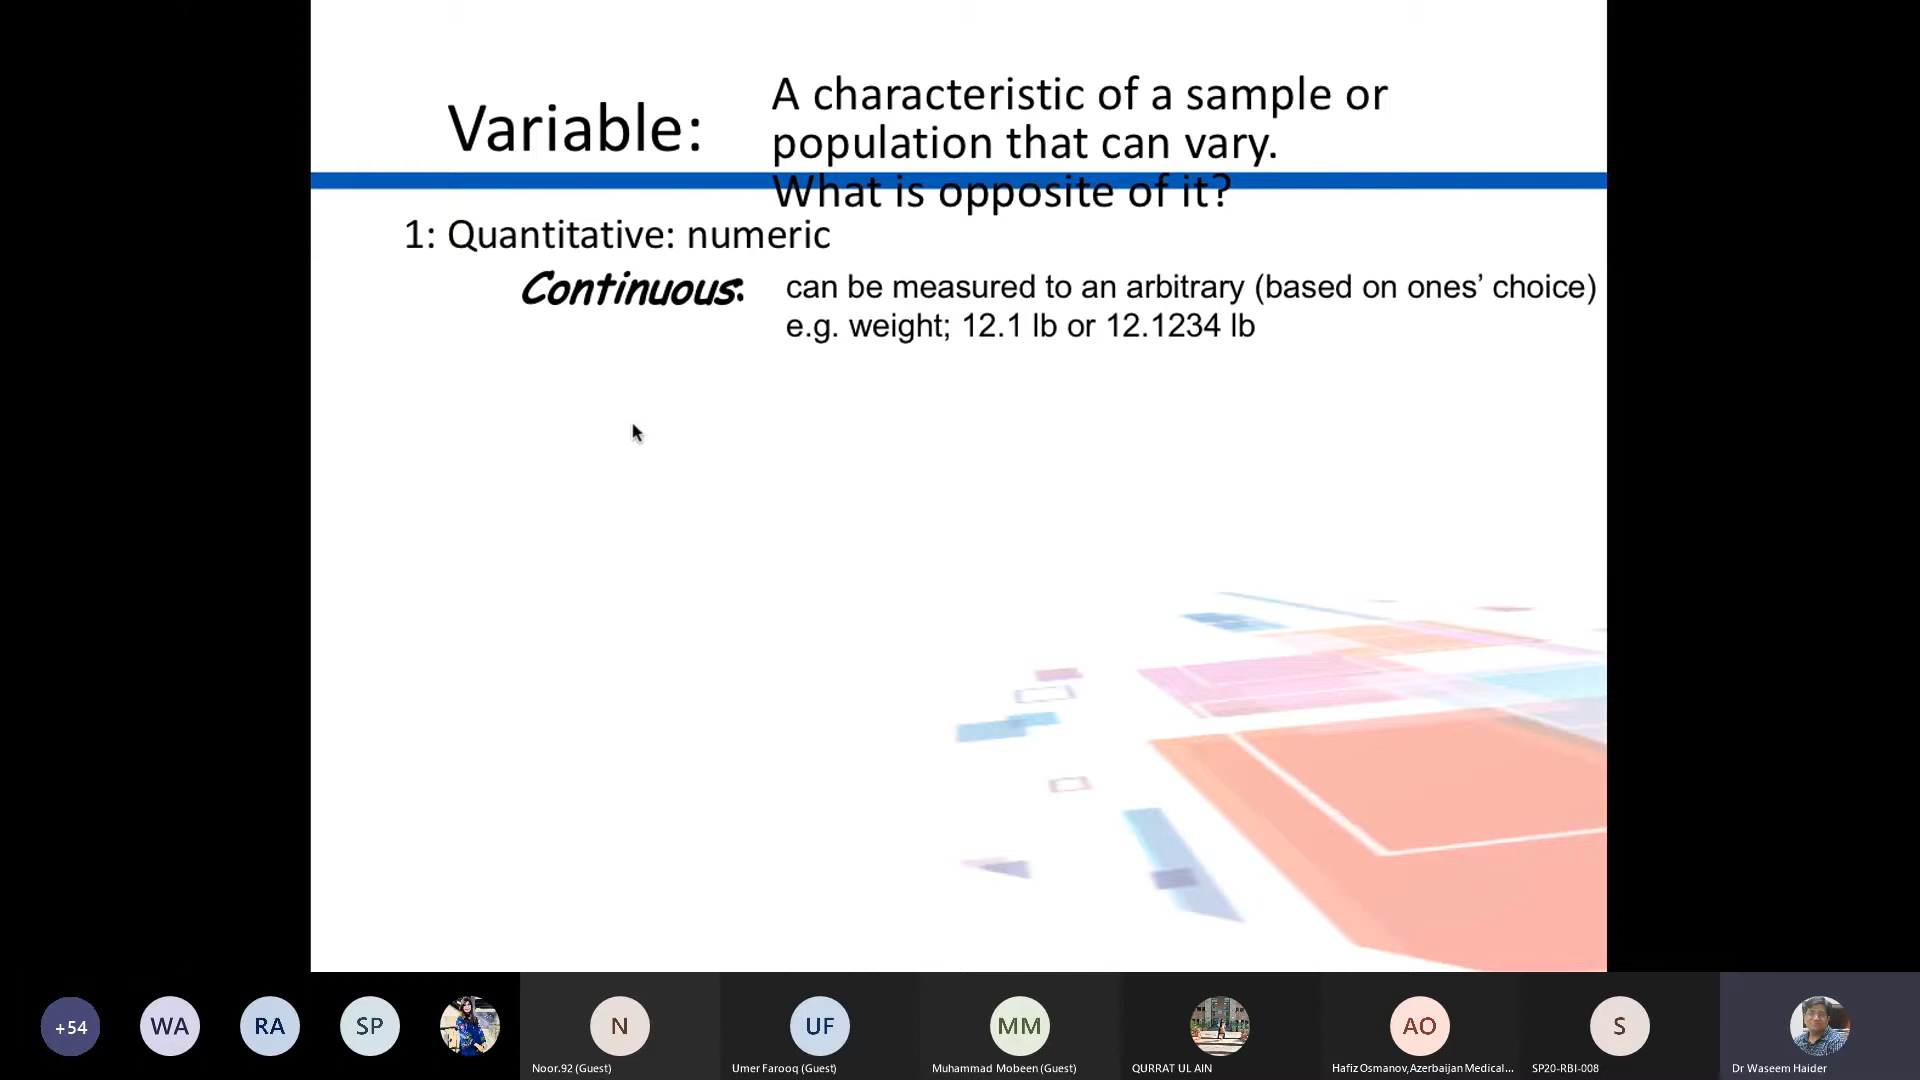 Variable:
A characteristic of a sample or
population that can vary.
What is opposite of it?
1: Quantitative: numeric
Continuous:
can be measured to an arbitrary (based on ones’ choice)
e.g. weight; 12.1 lb or 12.1234 lb
+54
WA
RA
SP
N
UF
MM
AO
S
Noor.92 (Guest)
Umer Farooq (Guest)
Muhammad Mobeen (Guest)
QURRAT UL AIN
Hafiz Osmanov,Azerbaijan Medical...
SP20-RBI-008
Dr Waseem Haider